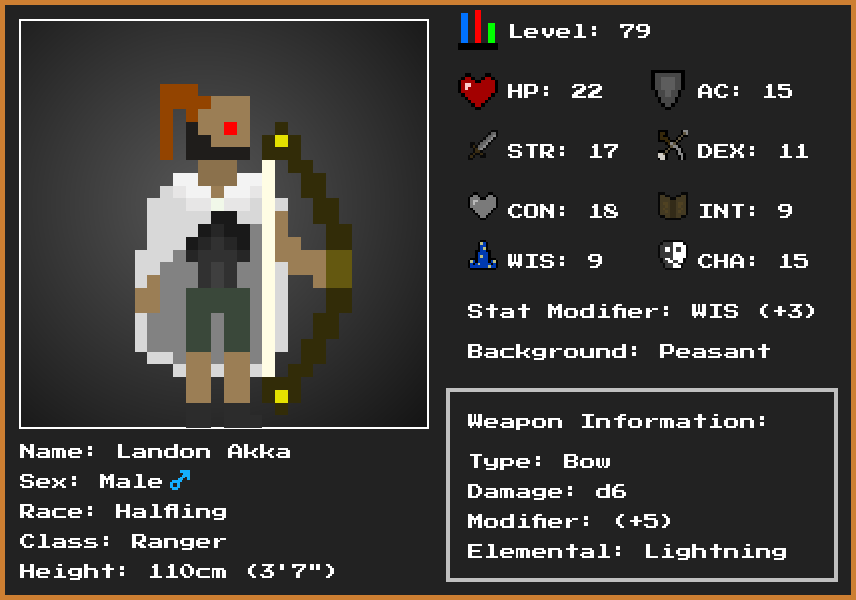 Level: 79
HP: 22
AC: 15
STR: 17
DEX: 11
CON: 18
INT: 9
WIS: 9
CHA: 15
Stat Modifier: WIS (+3)
Background: Peasant
Weapon Information:
Type: Bow
Damage: d6
Modifier: (+5)
Elemental: Lightning
Name: Landon Akka
Sex: Male ♂
Race: Halfling
Class: Ranger
Height: 110cm (3'7")